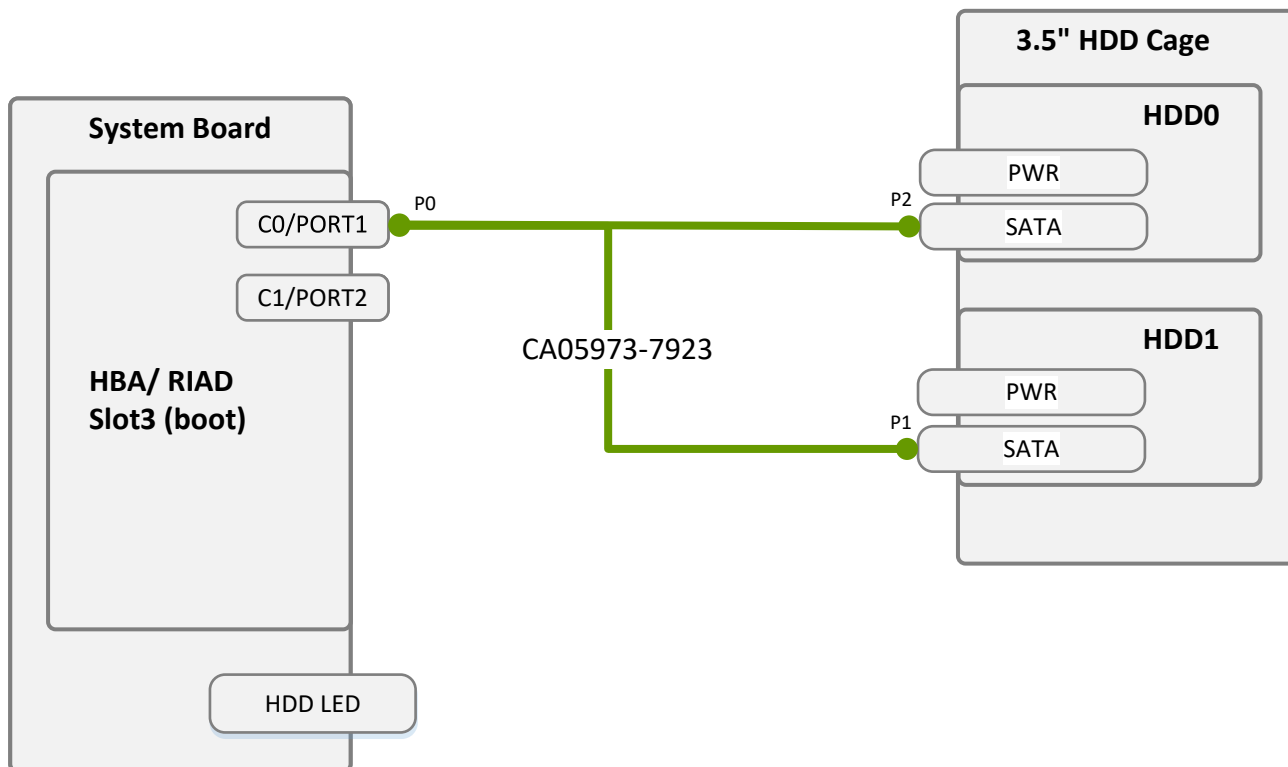 3.5" HDD Cage
System Board
HDD0
PWR
C0/PORT1
P0
P2
SATA
C1/PORT2
CA05973-7923
HDD1
HBA/ RIAD
Slot3 (boot)
PWR
P1
SATA
HDD LED